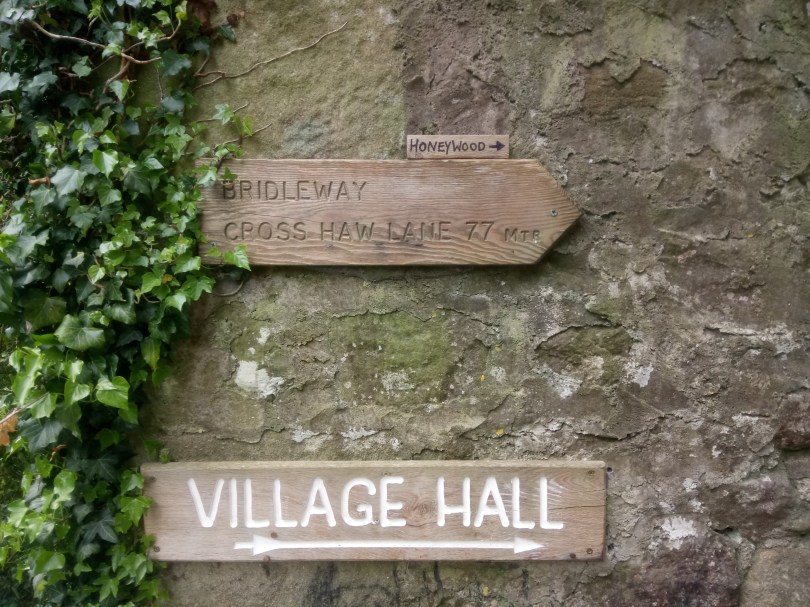 HONEYWOOD →
BRIDLEWAY
CROSS HAW LANE 77 MTR
VILLAGE HALL